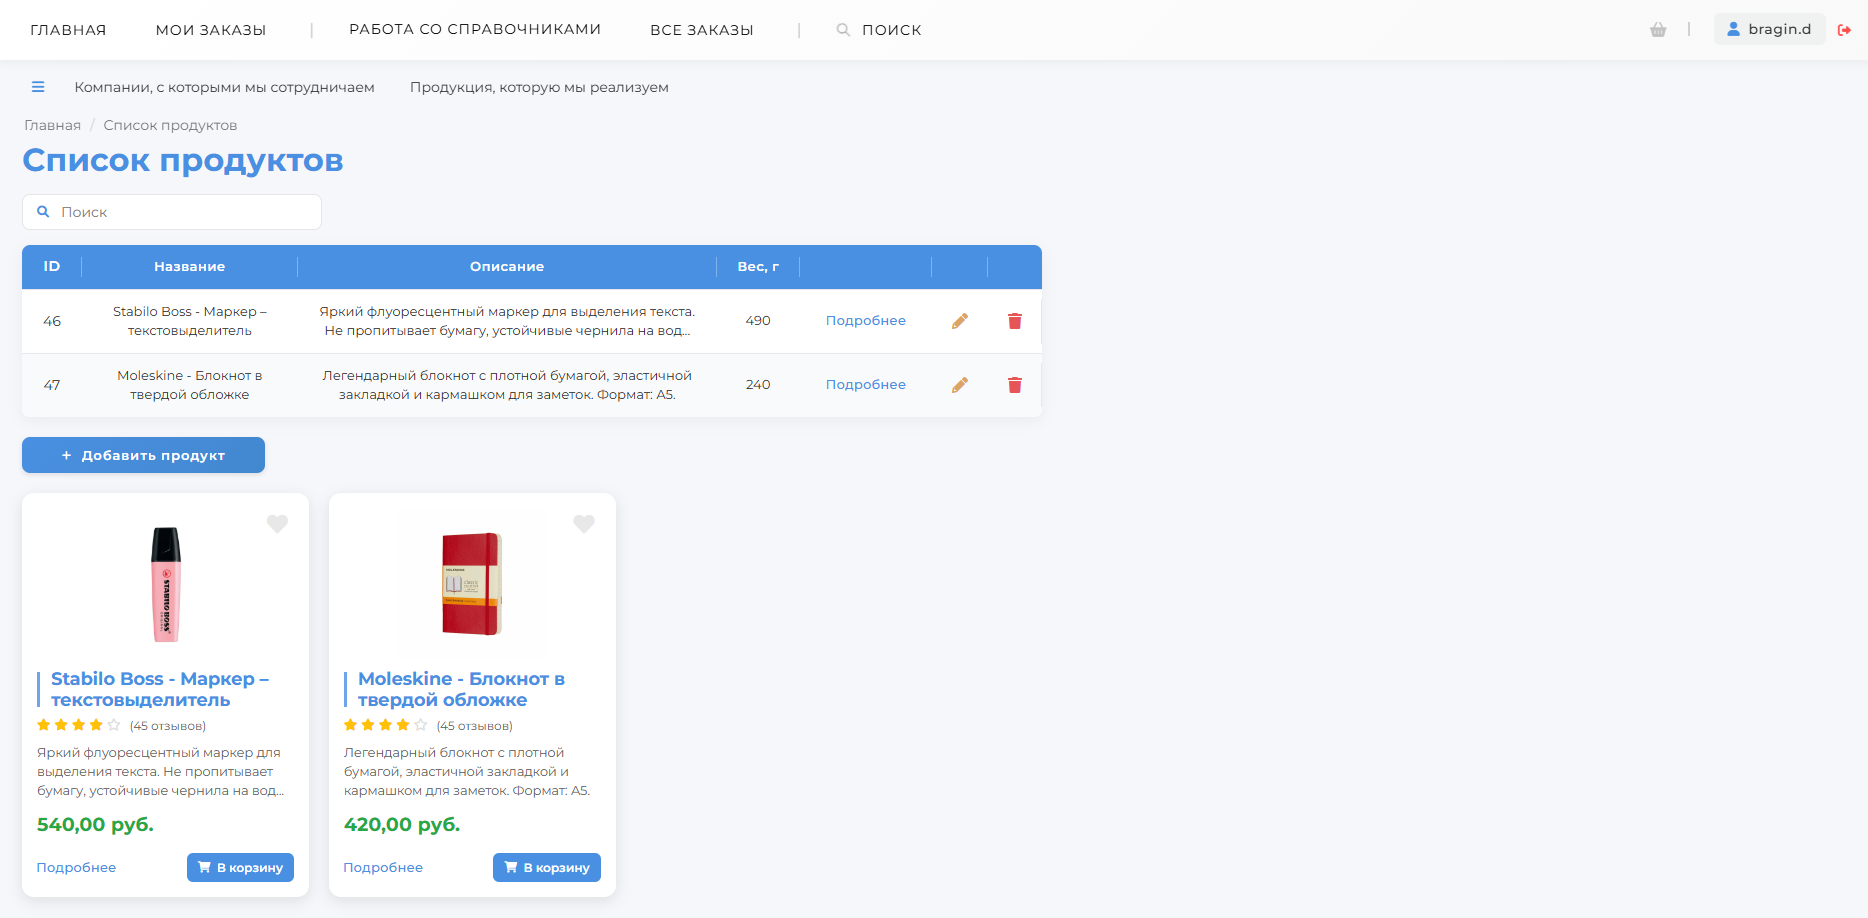 ГЛАВНАЯ МОИ ЗАКАЗЫ | РАБОТА СО СПРАВОЧНИКАМИ ВСЕ ЗАКАЗЫ | ПОИСК | bragin.d
Компании, с которыми мы сотрудничаем Продукция, которую мы реализуем
Главная / Список продуктов
Список продуктов
Поиск
ID Название Описание Вес, г
46 Stabilo Boss - Маркер – текстовыделитель Яркий флуоресцентный маркер для выделения текста. Не пропитывает бумагу, устойчивые чернила на вод... 490 Подробнее
47 Moleskine - Блокнот в твердой обложке Легендарный блокнот с плотной бумагой, эластичной закладкой и кармашком для заметок. Формат: А5. 240 Подробнее
+ Добавить продукт
STABILO BOSS
Stabilo Boss - Маркер –
текстовыделитель
(45 отзывов)
Яркий флуоресцентный маркер для
выделения текста. Не пропитывает
бумагу, устойчивые чернила на вод...
540,00 руб.
Подробнее В корзину
MOLESKINE
Moleskine - Блокнот в
твердой обложке
(45 отзывов)
Легендарный блокнот с плотной
бумагой, эластичной закладкой и
кармашком для заметок. Формат: А5.
420,00 руб.
Подробнее В корзину